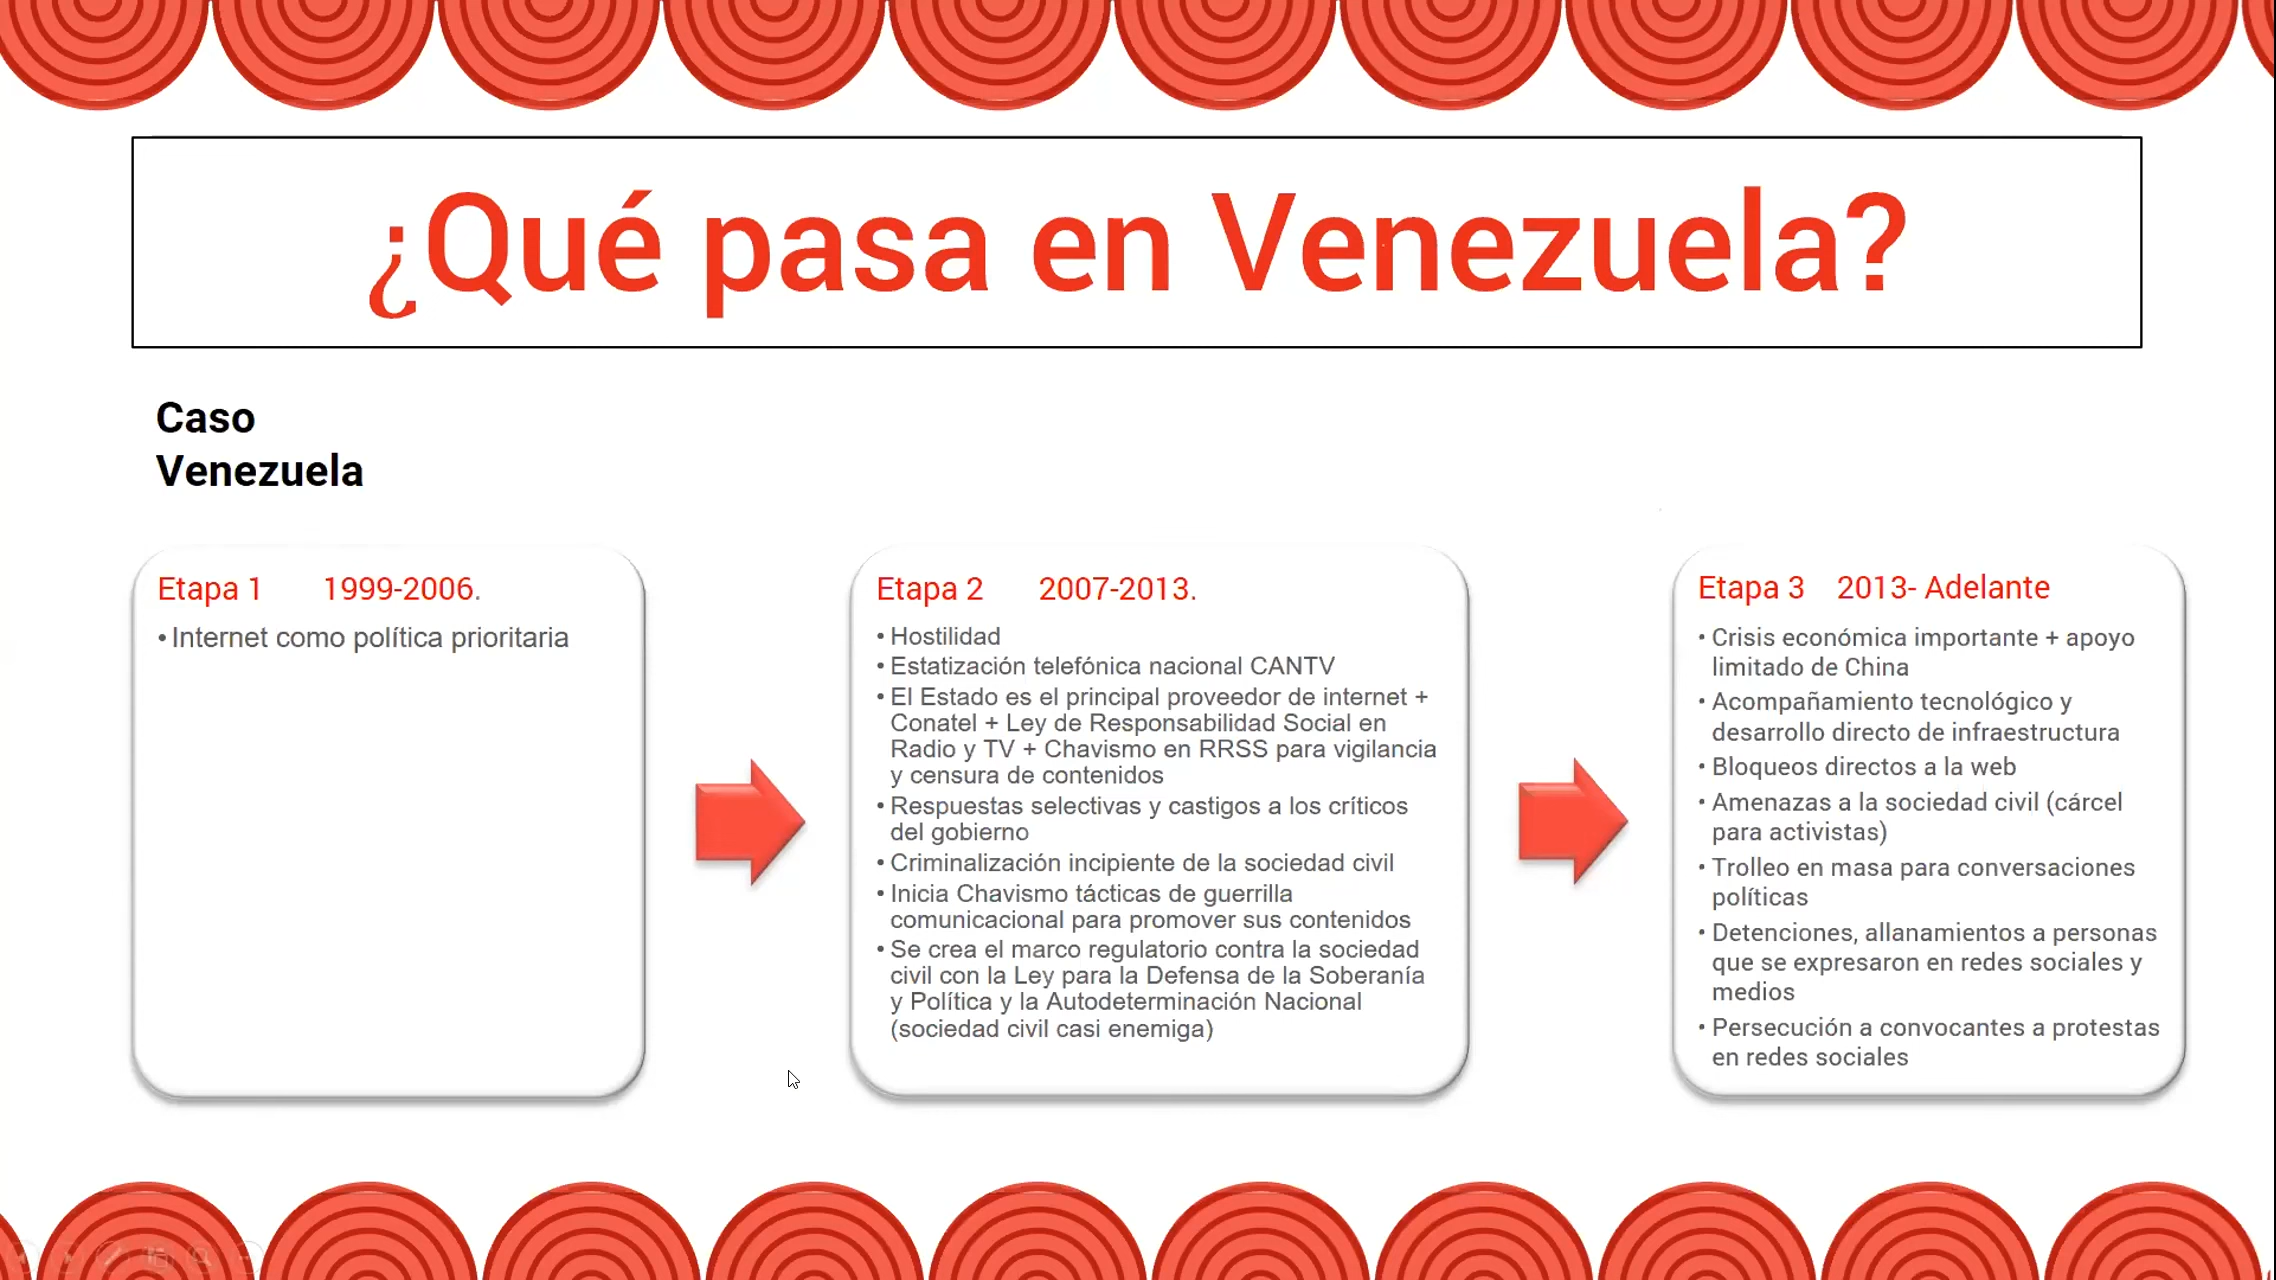 ¿Qué pasa en Venezuela?
Caso
Venezuela
Etapa 1 1999-2006.
• Internet como política prioritaria
Etapa 2 2007-2013.
• Hostilidad
• Estatización telefónica nacional CANTV
• El Estado es el principal proveedor de internet +
Conatel + Ley de Responsabilidad Social en
Radio y TV + Chavismo en RRSS para vigilancia
y censura de contenidos
• Respuestas selectivas y castigos a los críticos
del gobierno
• Criminalización incipiente de la sociedad civil
• Inicia Chavismo tácticas de guerrilla
comunicacional para promover sus contenidos
• Se crea el marco regulatorio contra la sociedad
civil con la Ley para la Defensa de la Soberanía
y Política y la Autodeterminación Nacional
(sociedad civil casi enemiga)
Etapa 3 2013- Adelante
• Crisis económica importante + apoyo
limitado de China
• Acompañamiento tecnológico y
desarrollo directo de infraestructura
• Bloqueos directos a la web
• Amenazas a la sociedad civil (cárcel
para activistas)
• Trolleo en masa para conversaciones
políticas
• Detenciones, allanamientos a personas
que se expresaron en redes sociales y
medios
• Persecución a convocantes a protestas
en redes sociales